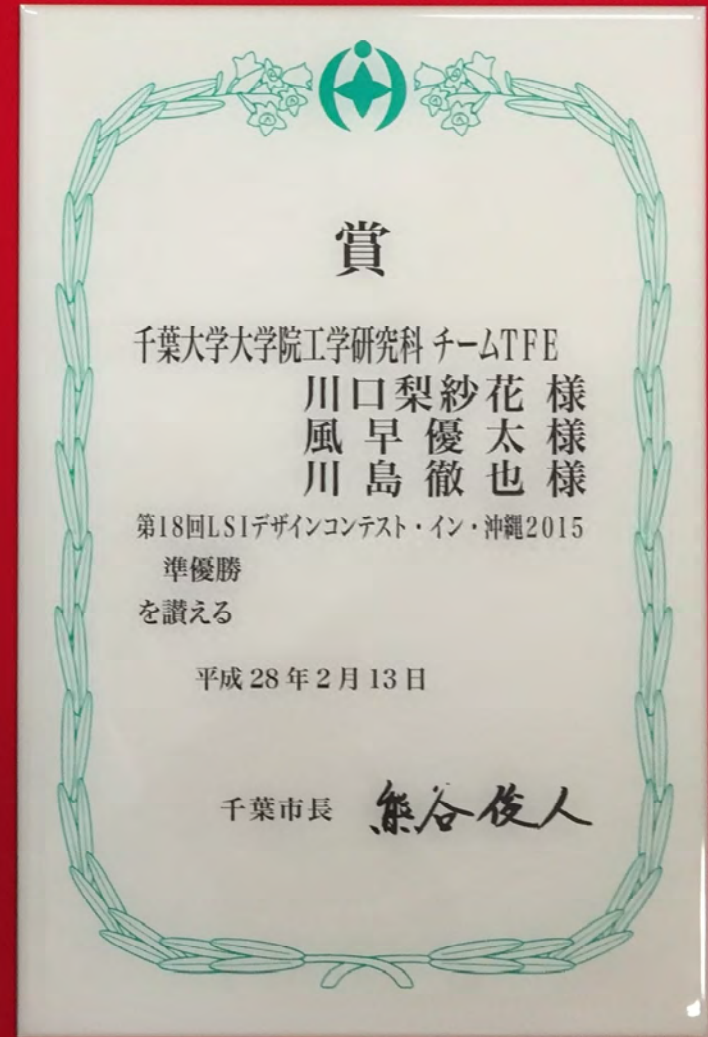 賞
千葉大学大学院工学研究科 チームTFE
川口梨紗花 様
風早優太様
川島徹也様
第18回LSIデザインコンテスト・イン・沖縄2015
準優勝
を讃える
平成28年2月13日
千葉市長 熊谷俊人